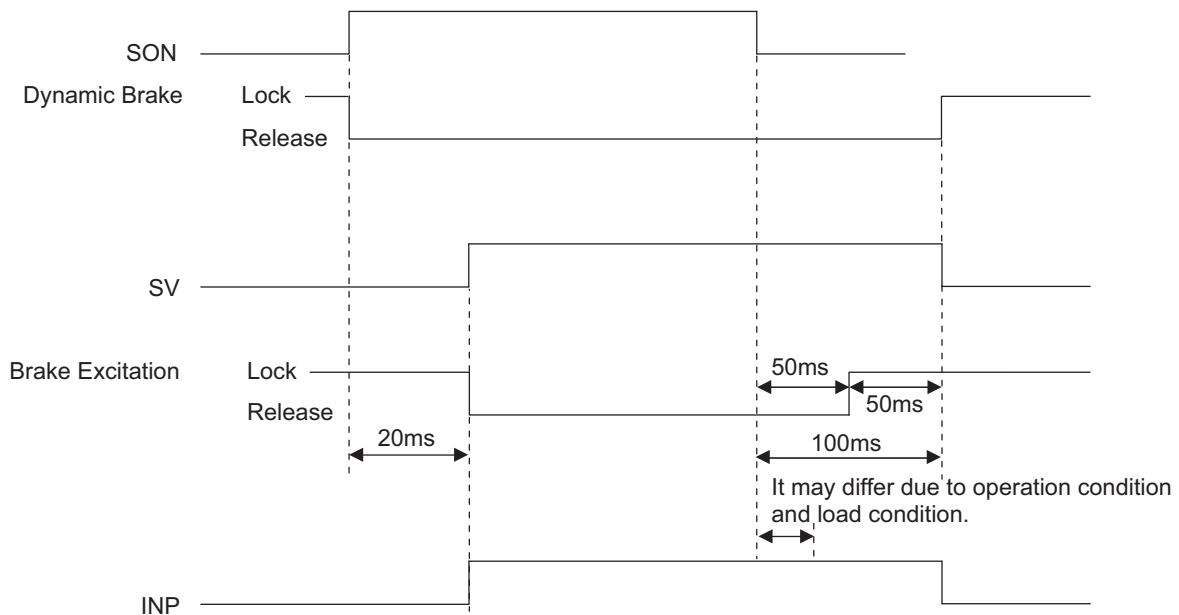 SON
Dynamic Brake Lock
Release
SV
Brake Excitation Lock
Release
50ms
50ms
20ms
100ms
It may differ due to operation condition
and load condition.
INP